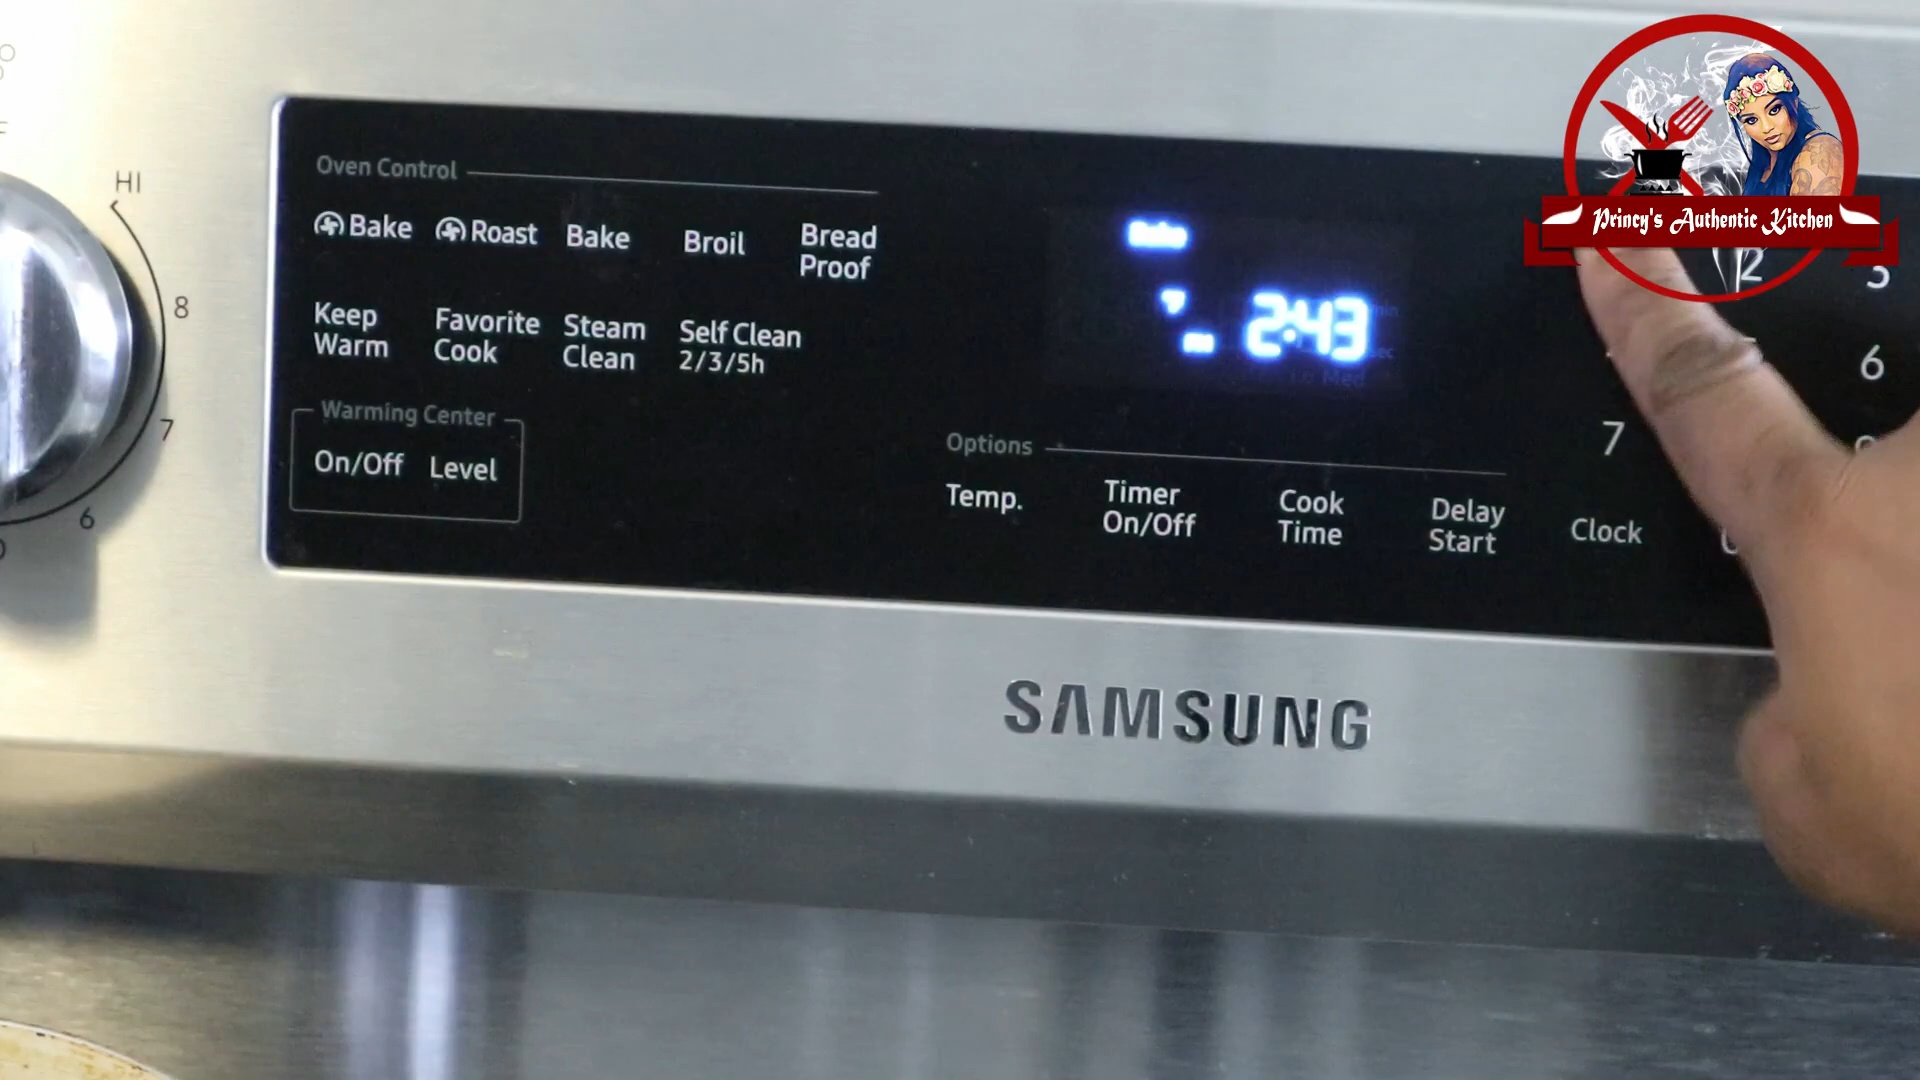 HI
8
7
6
Oven Control
Bake Roast Bake Broil Bread Proof
Keep Warm Favorite Cook Steam Clean Self Clean 2/3/5h
Warming Center
On/Off Level
Bake
2:43
Options
Temp. Timer On/Off Cook Time Delay Start Clock
2
6
7
SAMSUNG
Princy's Authentic Kitchen